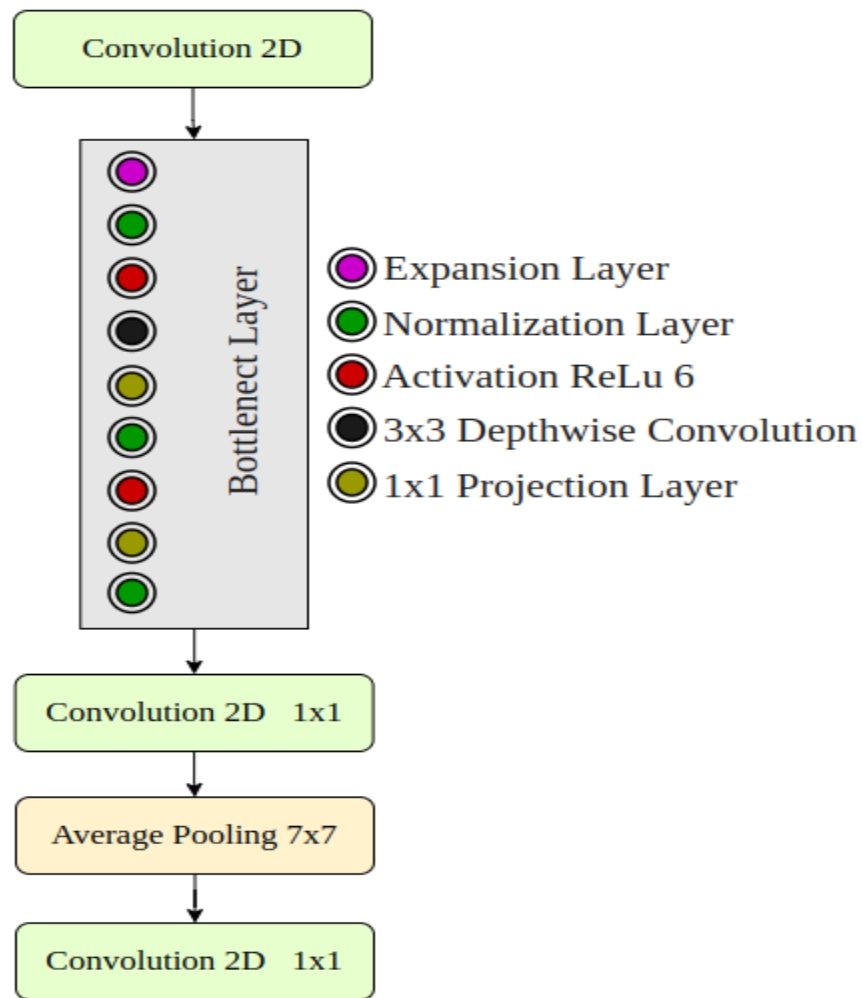 Convolution 2D
Bottlenect Layer
Expansion Layer
Normalization Layer
Activation ReLu 6
3x3 Depthwise Convolution
1x1 Projection Layer
Convolution 2D 1x1
Average Pooling 7x7
Convolution 2D 1x1